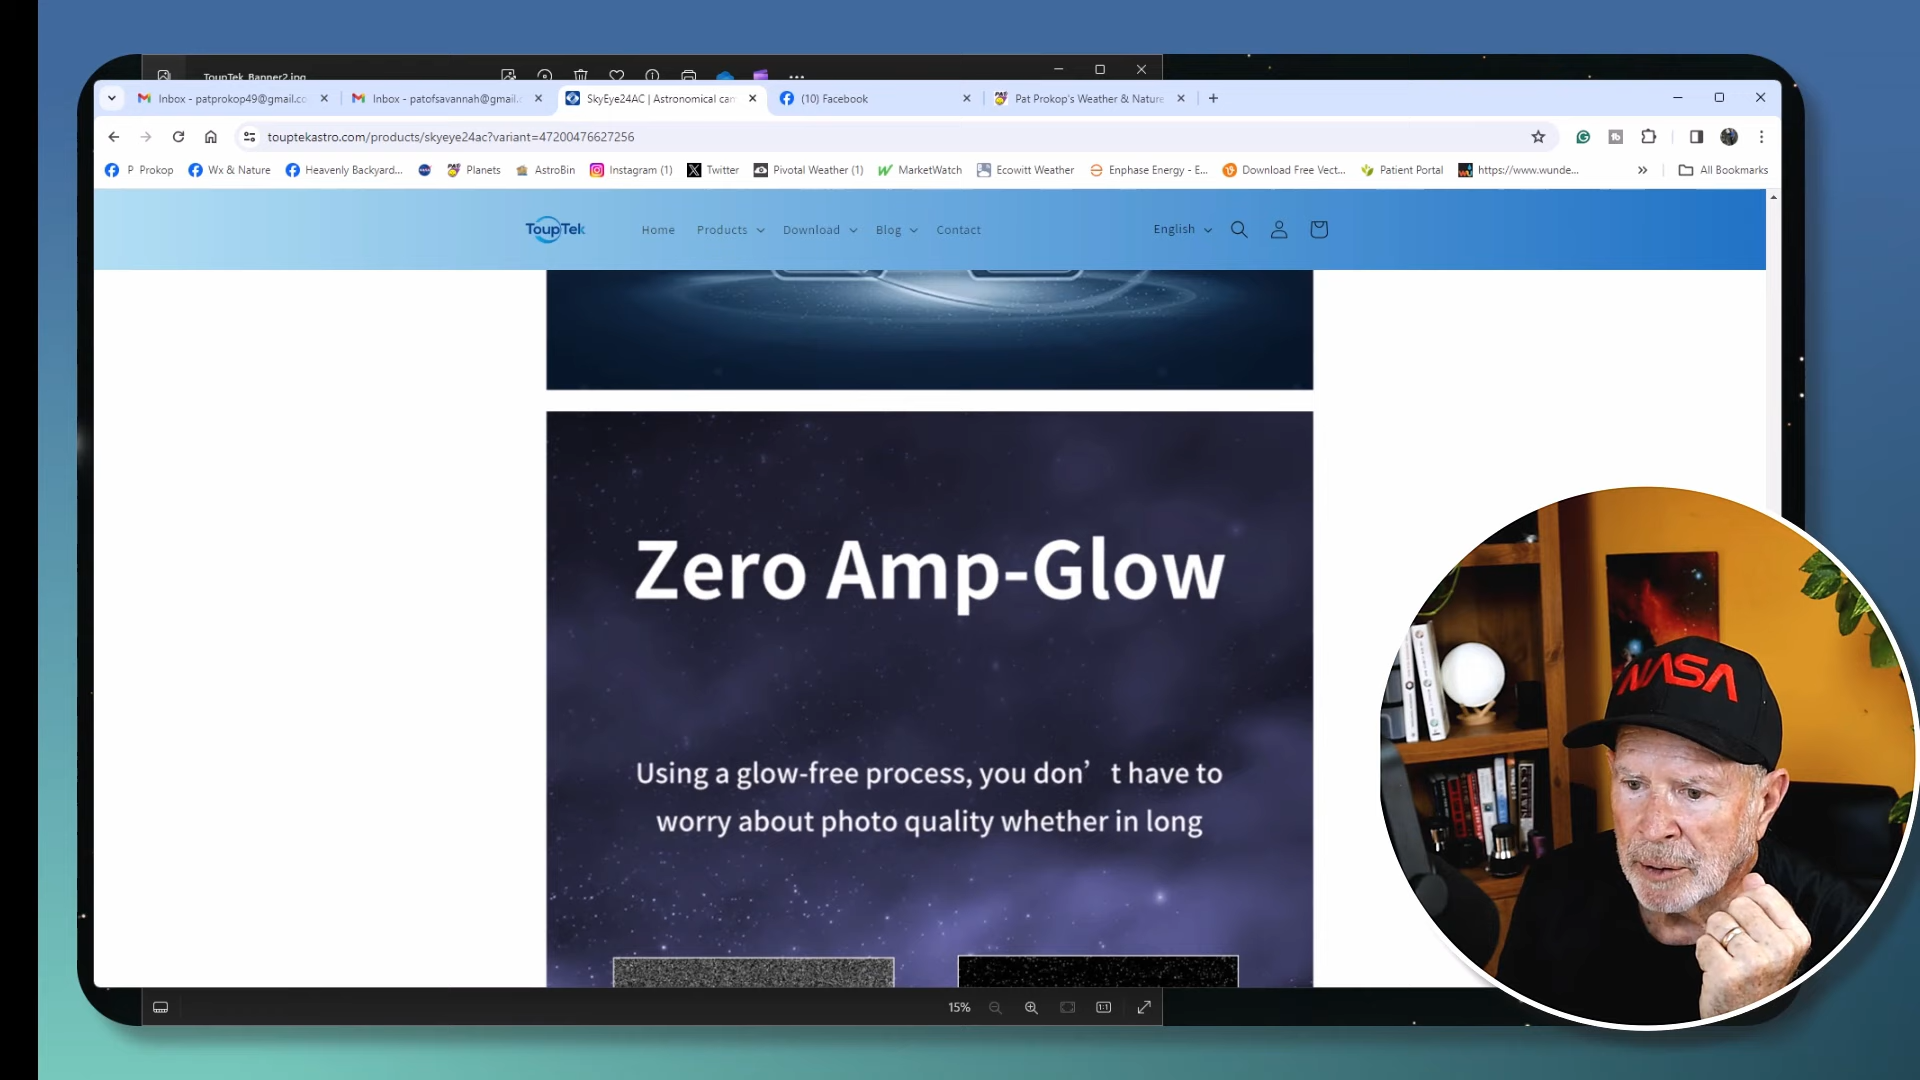 ToupTek_Banner2.jpg
Inbox - patprokop49@gmail.co
Inbox - patofsavannah@gmail.
SkyEye24AC | Astronomical can
(10) Facebook
Pat Prokop's Weather & Nature
touptekastro.com/products/skyeye24ac?variant=47200476627256
P Prokop
Wx & Nature
Heavenly Backyard...
Planets
AstroBin
Instagram (1)
Twitter
Pivotal Weather (1)
MarketWatch
Ecowitt Weather
Enphase Energy - E...
Download Free Vect...
Patient Portal
https://www.wunde...
All Bookmarks
ToupTek
Home
Products
Download
Blog
Contact
English
Zero Amp-Glow
Using a glow-free process, you don’ t have to
worry about photo quality whether in long
NASA
15%
1:1